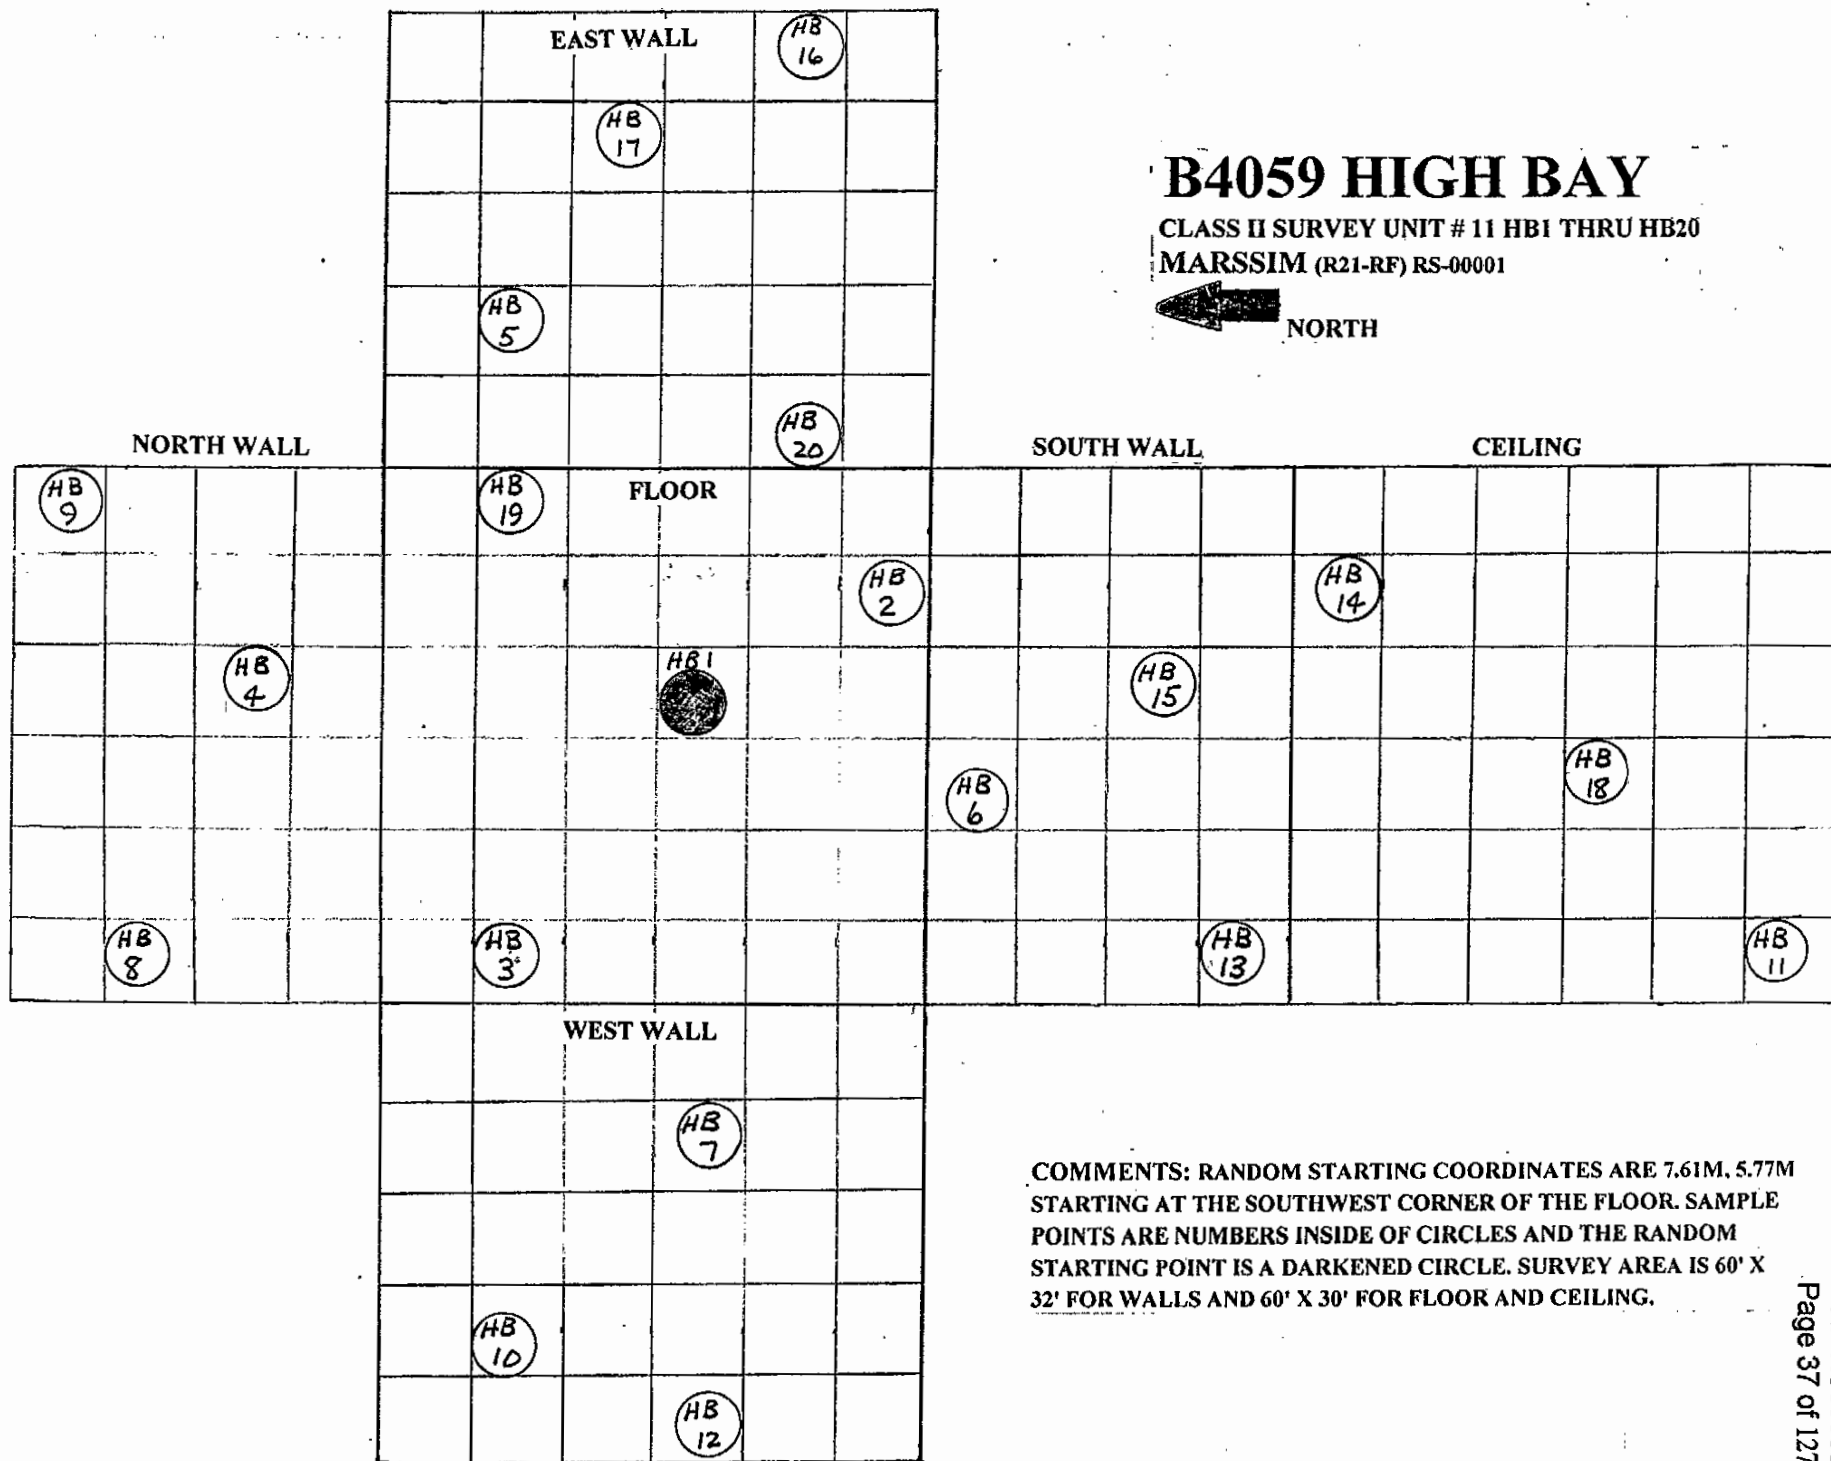 EAST WALL
HB
16
HB
17
B4059 HIGH BAY
CLASS II SURVEY UNIT # 11 HB1 THRU HB20
MARSSIM (R21-RF) RS-00001
NORTH
HB
5
HB
20
NORTH WALL
SOUTH WALL
CEILING
HB
9
HB
19
FLOOR
HB
2
HB
14
HB
4
HB1
HB
15
HB
18
HB
6
HB
8
HB
3
HB
13
HB
11
WEST WALL
HB
7
COMMENTS: RANDOM STARTING COORDINATES ARE 7.61M, 5.77M
STARTING AT THE SOUTHWEST CORNER OF THE FLOOR. SAMPLE
POINTS ARE NUMBERS INSIDE OF CIRCLES AND THE RANDOM
STARTING POINT IS A DARKENED CIRCLE. SURVEY AREA IS 60' X
32' FOR WALLS AND 60' X 30' FOR FLOOR AND CEILING.
HB
10
HB
12
Page 37 of 127